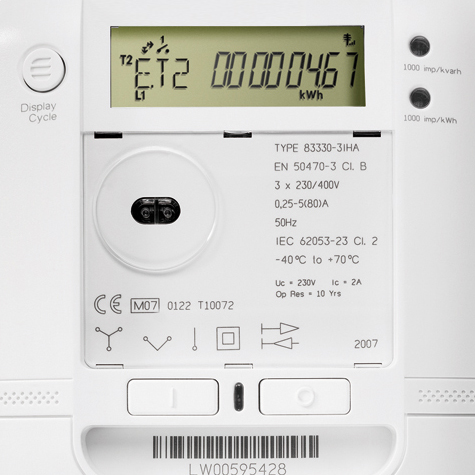 T2 E.T2 00000467
L1 kWh
1000 imp/kvarh
1000 imp/kWh
Display
Cycle
TYPE 83330-3IHA
EN 50470-3 Cl. B
3 x 230/400V
0,25-5(80)A
50Hz
IEC 62053-23 Cl. 2
-40°C to +70°C
Uc = 230V Ic = 2A
Op Res = 10 Yrs
CE M07 0122 T10072
2007
LW00595428